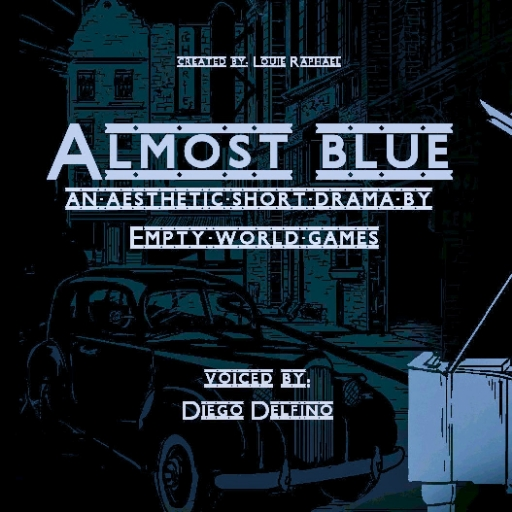 CREATED BY: LOUIE RAPHAEL
ALMOST BLUE
AN·AESTHETIC·SHORT·DRAMA·BY
EMPTY·WORLD·GAMES
VOICED BY.
DIEGO DELFINO